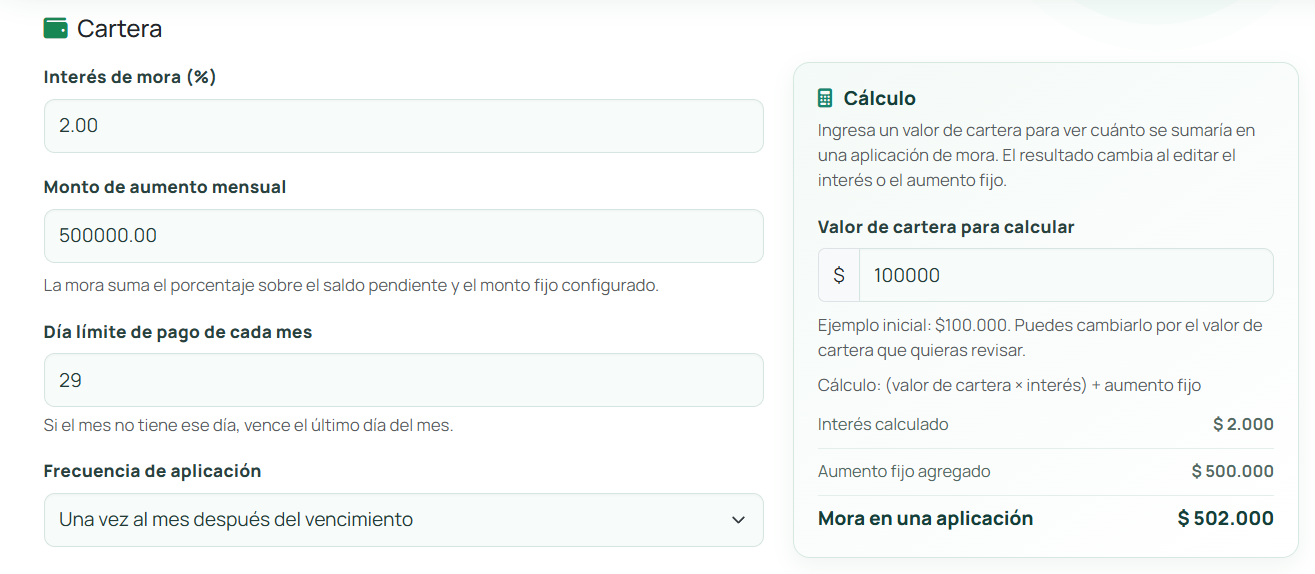 Cartera
Interés de mora (%)
2.00
Monto de aumento mensual
500000.00
La mora suma el porcentaje sobre el saldo pendiente y el monto fijo configurado.
Día límite de pago de cada mes
29
Si el mes no tiene ese día, vence el último día del mes.
Frecuencia de aplicación
Una vez al mes después del vencimiento
Cálculo
Ingresa un valor de cartera para ver cuánto se sumaría en
una aplicación de mora. El resultado cambia al editar el
interés o el aumento fijo.
Valor de cartera para calcular
$ 100000
Ejemplo inicial: $100.000. Puedes cambiarlo por el valor de
cartera que quieras revisar.
Cálculo: (valor de cartera × interés) + aumento fijo
Interés calculado $ 2.000
Aumento fijo agregado $ 500.000
Mora en una aplicación $ 502.000